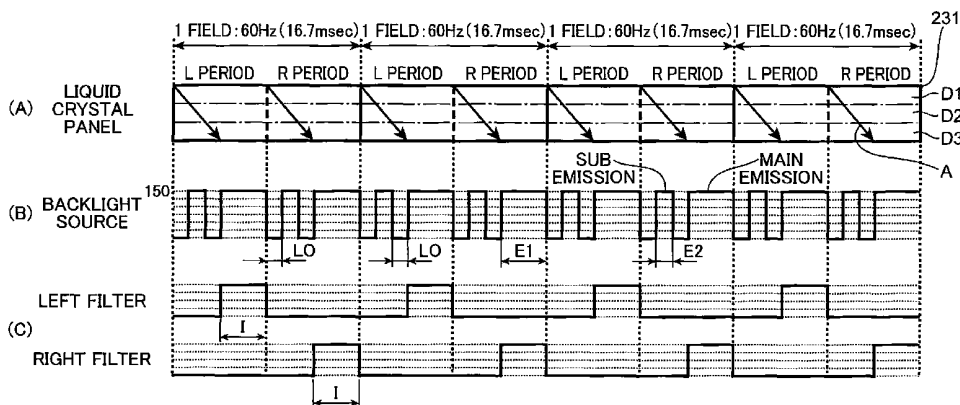 1 FIELD:60Hz(16.7msec) 1 FIELD:60Hz(16.7msec) 1 FIELD:60Hz(16.7msec) 1 FIELD:60Hz(16.7msec) 231
L PERIOD R PERIOD L PERIOD R PERIOD L PERIOD R PERIOD L PERIOD R PERIOD
(A) LIQUID CRYSTAL PANEL
D1
D2
D3
A
SUB EMISSION
MAIN EMISSION
150
(B) BACKLIGHT SOURCE
LO LO E1 E2
LEFT FILTER
I
(C)
RIGHT FILTER
I